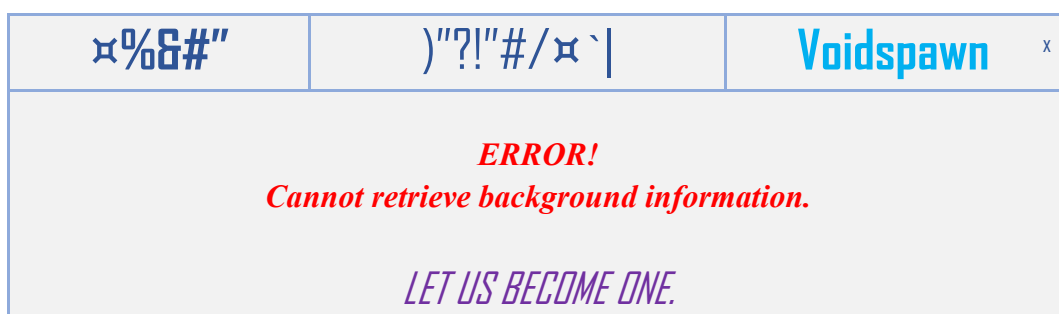 ¤%&#" )"?!"#/¤`| Voidspawn x
ERROR!
Cannot retrieve background information.
LET US BECOME ONE.